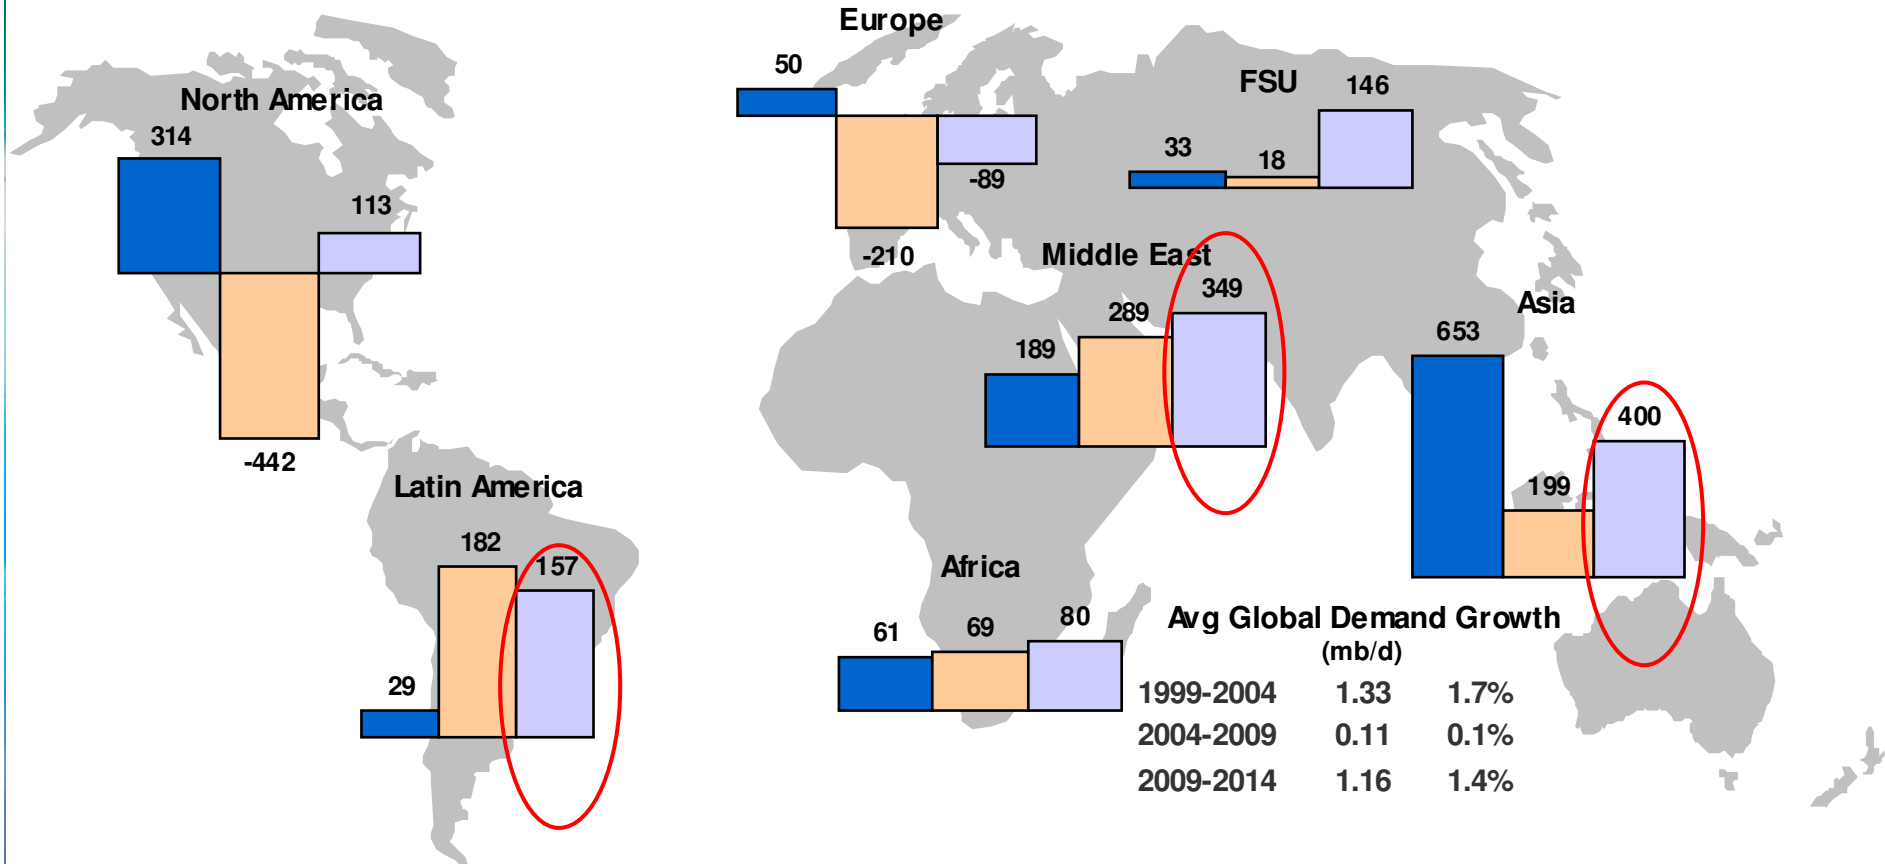 Europe
50
-210
-89
North America
314
-442
113
FSU
33
18
146
Middle East
189
289
349
Asia
653
199
400
Latin America
29
182
157
Africa
61
69
80
Avg Global Demand Growth
(mb/d)
1999-2004 1.33 1.7%
2004-2009 0.11 0.1%
2009-2014 1.16 1.4%